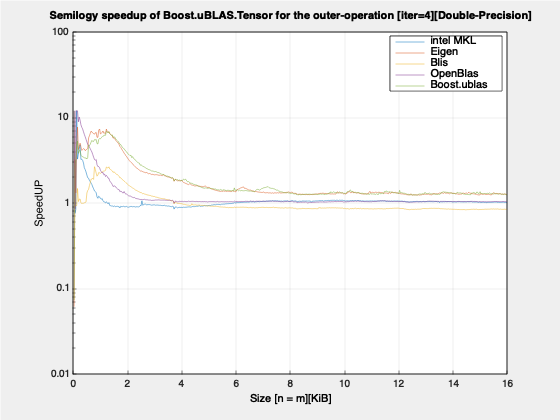 Semilogy speedup of Boost.uBLAS.Tensor for the outer-operation [iter=4][Double-Precision]
100
10
1
0.1
0.01
SpeedUP
intel MKL
Eigen
Blis
OpenBlas
Boost.ublas
0 2 4 6 8 10 12 14 16
Size [n = m][KiB]